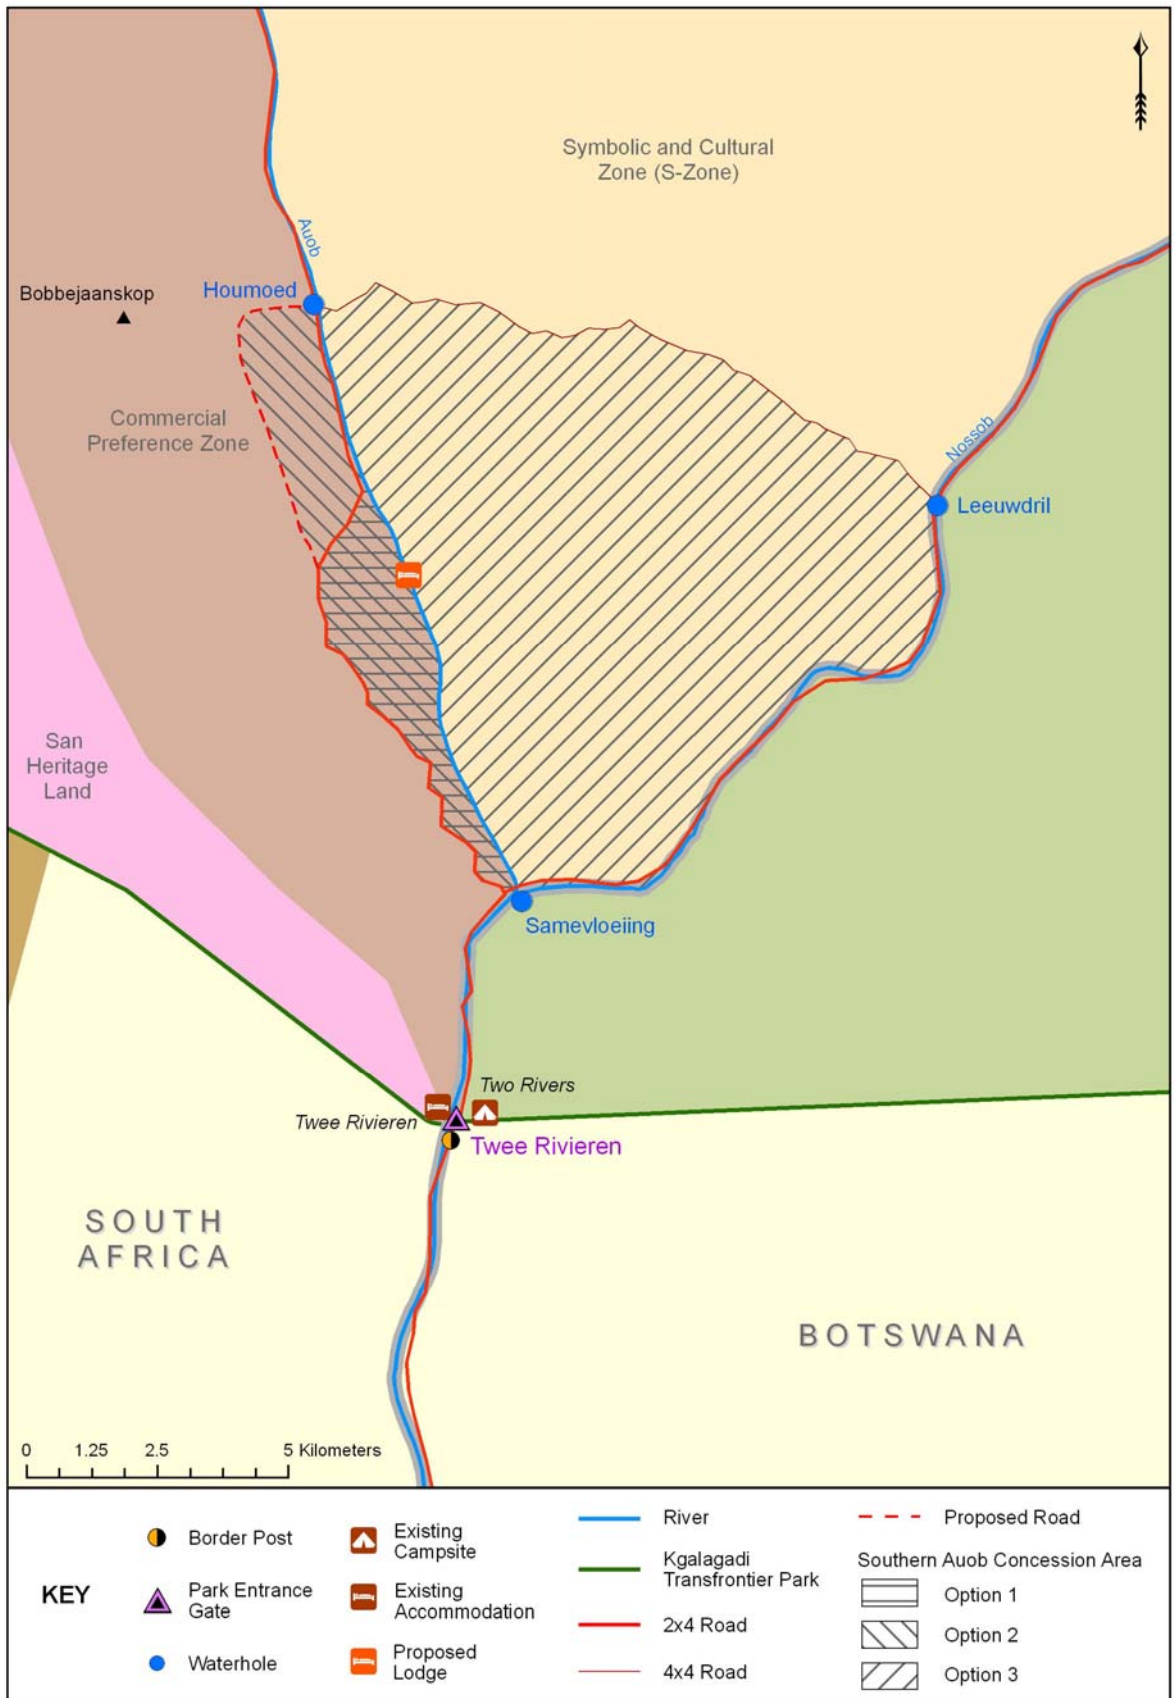 Symbolic and Cultural
Zone (S-Zone)
Auob
Bobbejaanskop
Houmoed
Commercial
Preference Zone
Nossob
Leeuwdril
San
Heritage
Land
Samevloeiing
Two Rivers
Twee Rivieren
Twee Rivieren
SOUTH
AFRICA
BOTSWANA
0 1.25 2.5 5 Kilometers
KEY
Border Post
Park Entrance
Gate
Waterhole
Existing
Campsite
Existing
Accommodation
Proposed
Lodge
River
Kgalagadi
Transfrontier Park
2x4 Road
4x4 Road
Proposed Road
Southern Auob Concession Area
Option 1
Option 2
Option 3